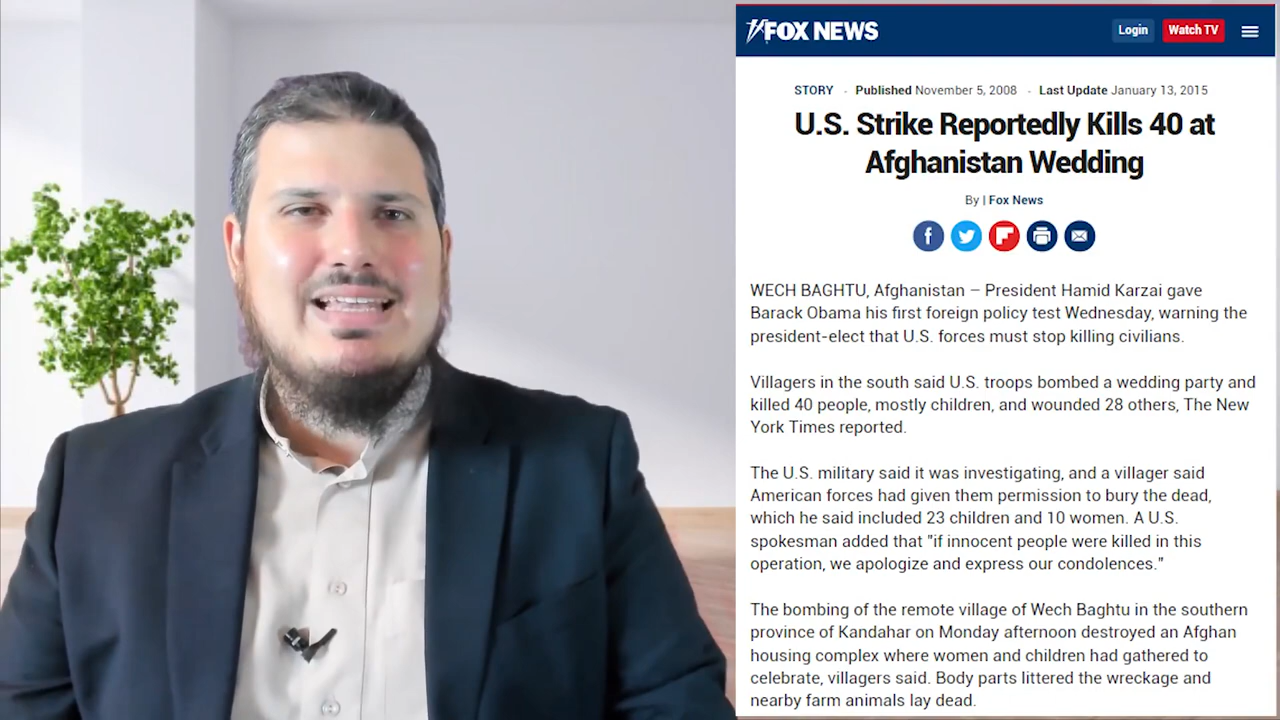 FOX NEWS
Login
Watch TV
STORY - Published November 5, 2008 - Last Update January 13, 2015
U.S. Strike Reportedly Kills 40 at
Afghanistan Wedding
By | Fox News
WECH BAGHTU, Afghanistan – President Hamid Karzai gave
Barack Obama his first foreign policy test Wednesday, warning the
president-elect that U.S. forces must stop killing civilians.
Villagers in the south said U.S. troops bombed a wedding party and
killed 40 people, mostly children, and wounded 28 others, The New
York Times reported.
The U.S. military said it was investigating, and a villager said
American forces had given them permission to bury the dead,
which he said included 23 children and 10 women. A U.S.
spokesman added that "if innocent people were killed in this
operation, we apologize and express our condolences."
The bombing of the remote village of Wech Baghtu in the southern
province of Kandahar on Monday afternoon destroyed an Afghan
housing complex where women and children had gathered to
celebrate, villagers said. Body parts littered the wreckage and
nearby farm animals lay dead.